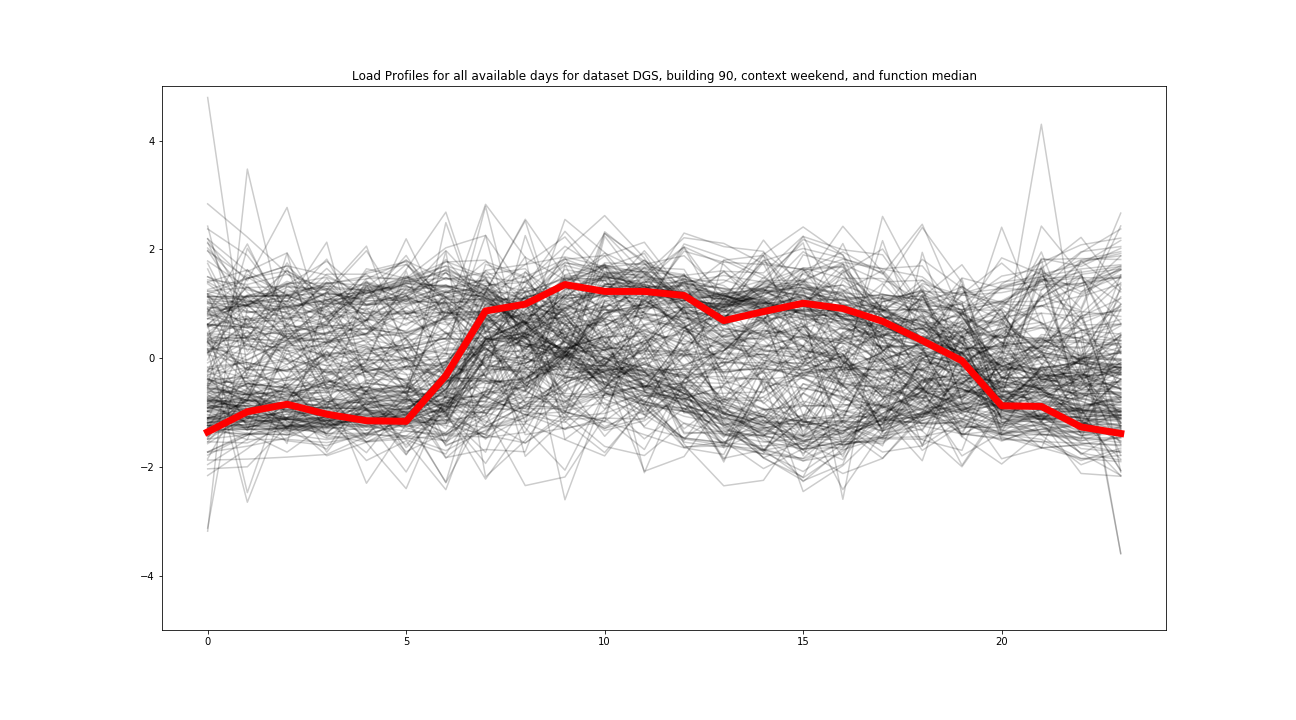 Load Profiles for all available days for dataset DGS, building 90, context weekend, and function median
4
2
0
−2
−4
0 5 10 15 20